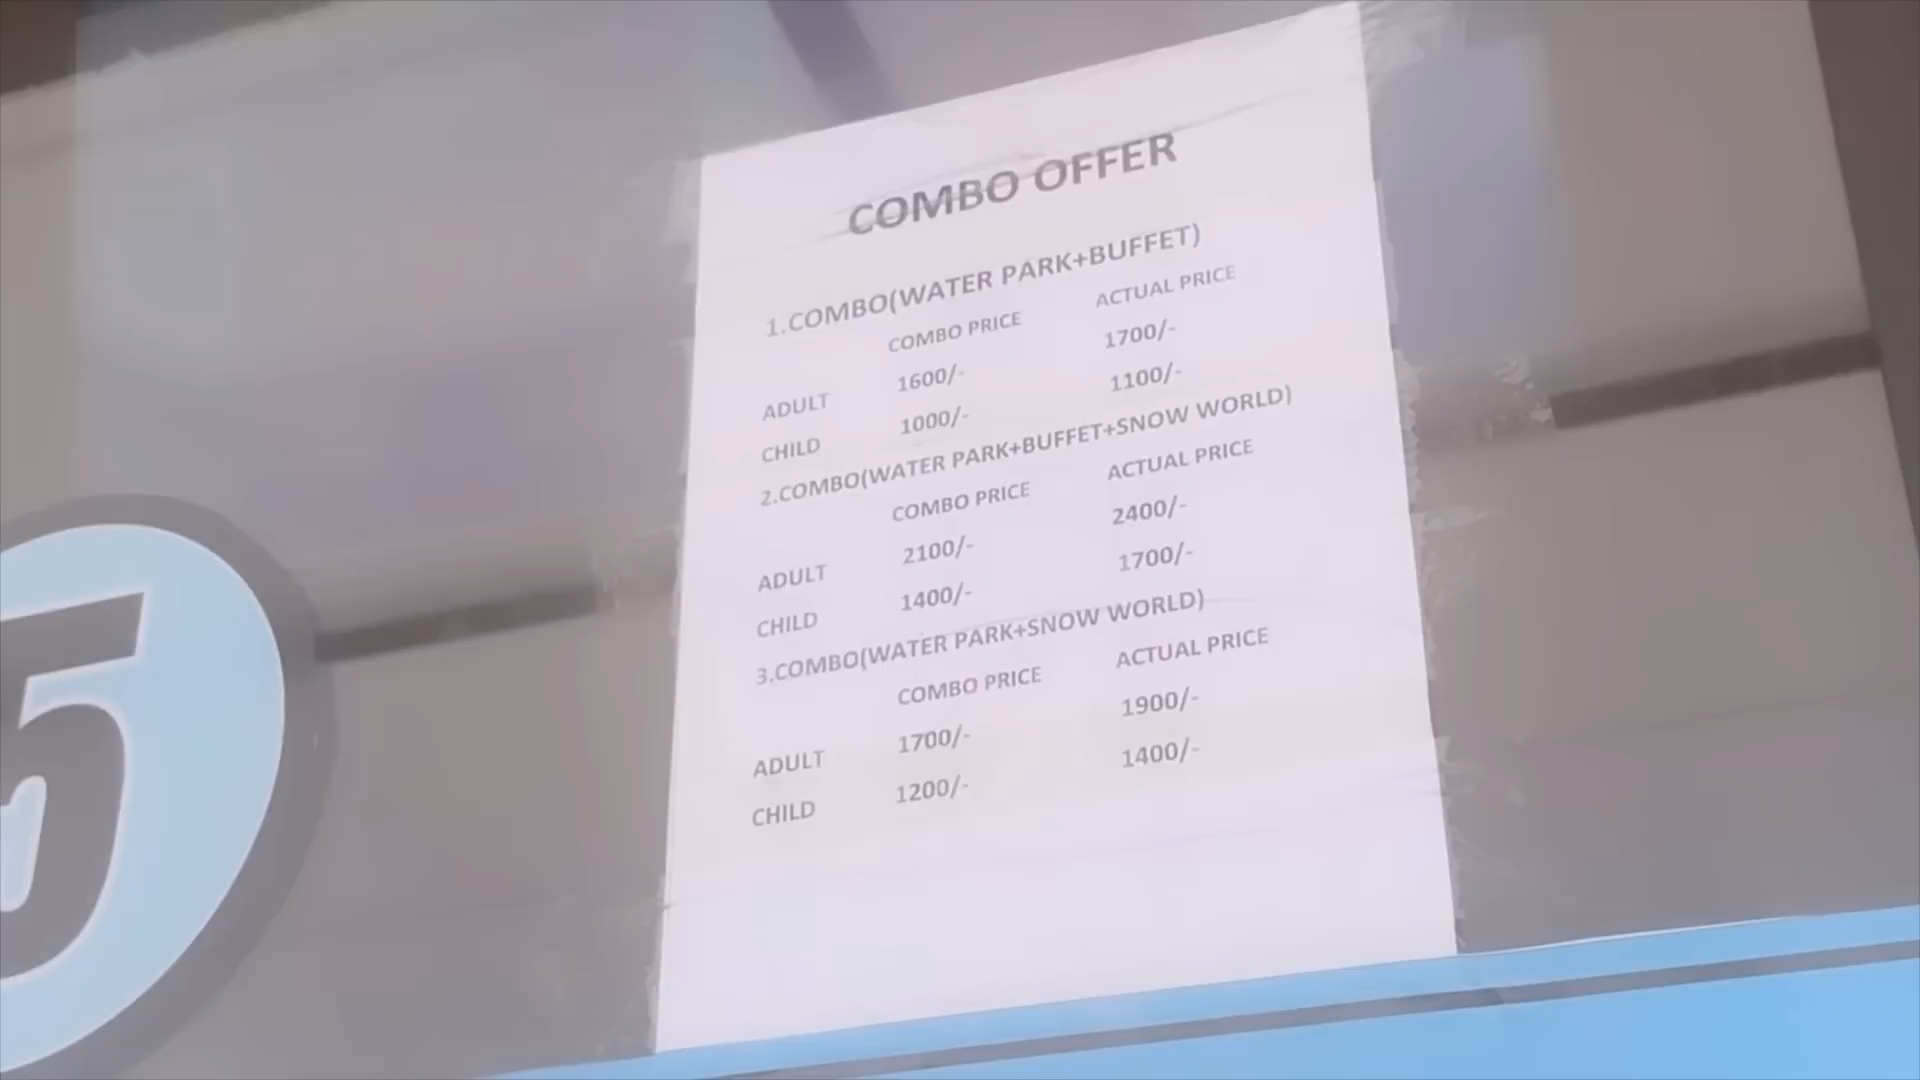 COMBO OFFER
1.COMBO(WATER PARK+BUFFET)
COMBO PRICE ACTUAL PRICE
ADULT 1600/- 1700/-
CHILD 1000/- 1100/-
2.COMBO(WATER PARK+BUFFET+SNOW WORLD)
COMBO PRICE ACTUAL PRICE
ADULT 2100/- 2400/-
CHILD 1400/- 1700/-
3.COMBO(WATER PARK+SNOW WORLD)
COMBO PRICE ACTUAL PRICE
ADULT 1700/- 1900/-
CHILD 1200/- 1400/-
5